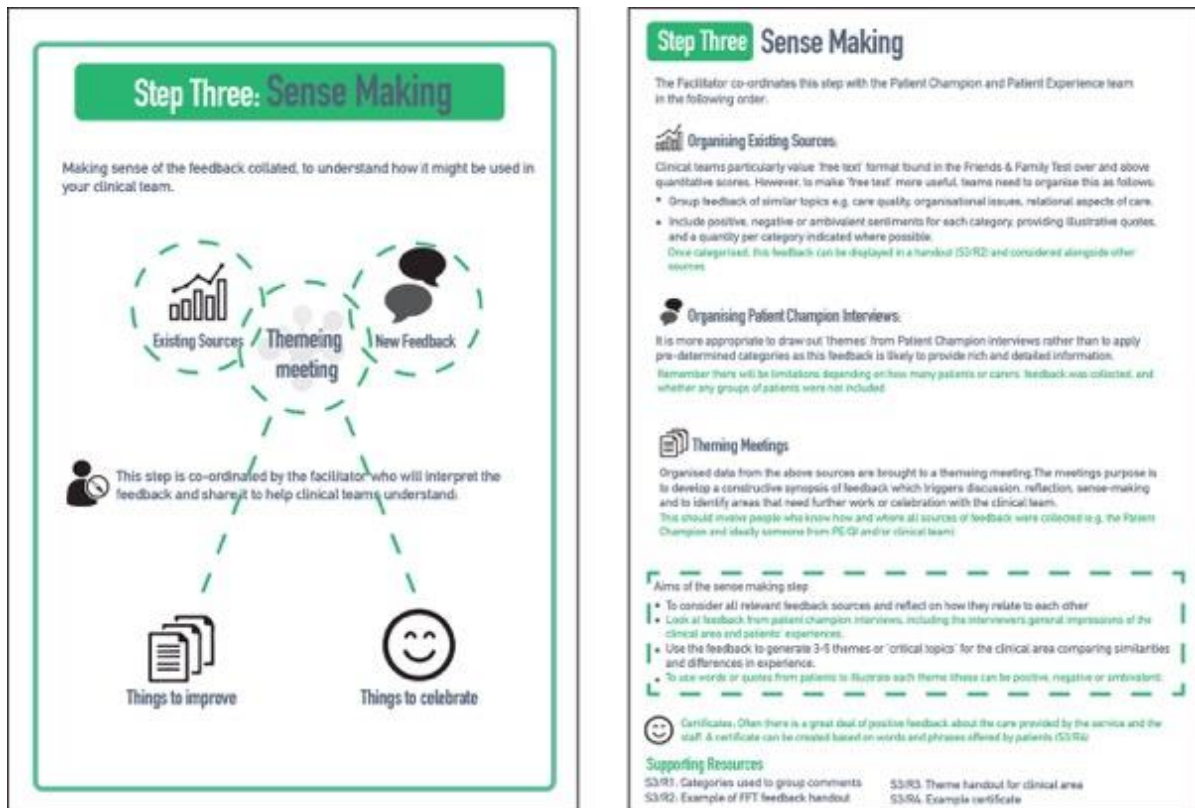 Step Three: Sense Making
Making sense of the feedback collated, to understand how it might be used in
your clinical team.
Existing Sources
Themeing
meeting
New Feedback
This step is co-ordinated by the facilitator who will interpret the
feedback and share it to help clinical teams understand:
Things to improve
Things to celebrate
Step Three Sense Making
The Facilitator co-ordinates this step with the Patient Champion and Patient Experience team
in the following order:
Organising Existing Sources:
Clinical teams particularly value 'free text' format found in the Friends & Family Test over and above
quantitative scores. However, to make 'free text' more useful, teams need to organise this as follows:
• Group feedback of similar topics e.g. care quality, organisational issues, relational aspects of care.
• Include positive, negative or ambivalent sentiments for each category, providing illustrative quotes,
and a quantity per category indicated where possible.
Once categorised, this feedback can be displayed in a handout (S3/R2) and considered alongside other
sources
Organising Patient Champion Interviews:
It is more appropriate to draw out 'themes' from Patient Champion interviews rather than to apply
pre-determined categories as this feedback is likely to provide rich and detailed information.
Remember there will be limitations depending on how many patients or carers, feedback was collected, and
whether any groups of patients were not included
Theming Meetings
Organised data from the above sources are brought to a themeing meeting.The meetings purpose is
to develop a constructive synopsis of feedback which triggers discussion, reflection, sense-making
and to identify areas that need further work or celebration with the clinical team.
This should involve people who know how and where all sources of feedback were collected (e.g. the Patient
Champion and ideally someone from PE/QI and/or clinical team)
Aims of the sense making step
• To consider all relevant feedback sources and reflect on how they relate to each other
• Look at feedback from patient champion interviews, including the interviewers general impressions of the
clinical area and patients' experiences.
• Use the feedback to generate 3-5 themes or 'critical topics' for the clinical area comparing similarities
and differences in experience.
• To use words or quotes from patients to illustrate each theme (these can be positive, negative or ambivalent).
Certificates: Often there is a great deal of positive feedback about the care provided by the service and the
staff. A certificate can be created based on words and phrases offered by patients (S3/R4)
Supporting Resources
S3/R1: Categories used to group comments
S3/R2: Example of FFT feedback handout
S3/R3: Theme handout for clinical area
S3/R4: Example certificate